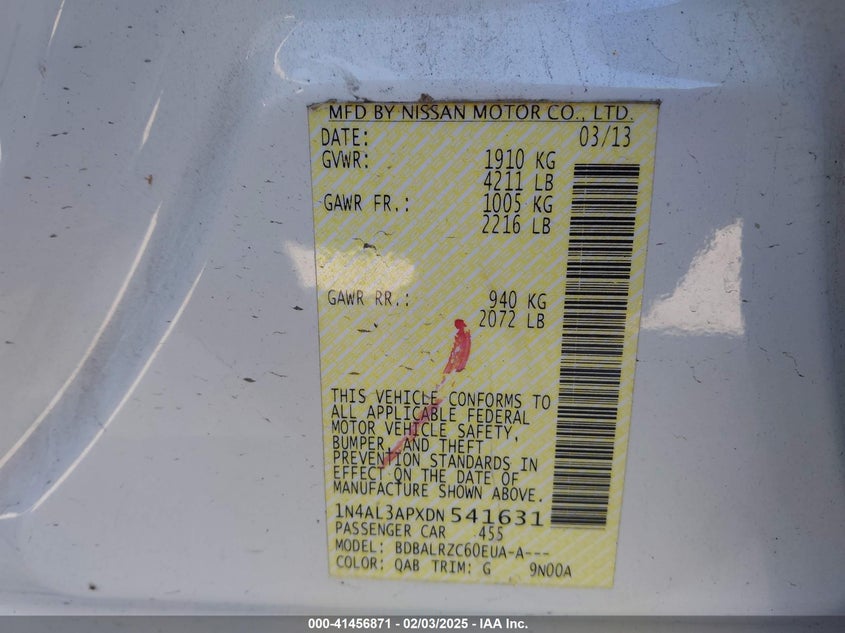 MFD BY NISSAN MOTOR CO., LTD.
DATE: 03/13
GVWR: 1910 KG
4211 LB
GAWR FR.: 1005 KG
2216 LB
GAWR RR.: 940 KG
2072 LB
THIS VEHICLE CONFORMS TO
ALL APPLICABLE FEDERAL
MOTOR VEHICLE SAFETY,
BUMPER, AND THEFT
PREVENTION STANDARDS IN
EFFECT ON THE DATE OF
MANUFACTURE SHOWN ABOVE.
1N4AL3APXDN 541631
PASSENGER CAR 455
MODEL: BDBALRZC60EUA-A---
COLOR: QAB TRIM: G 9N00A
000-41456871 - 02/03/2025 - IAA Inc.